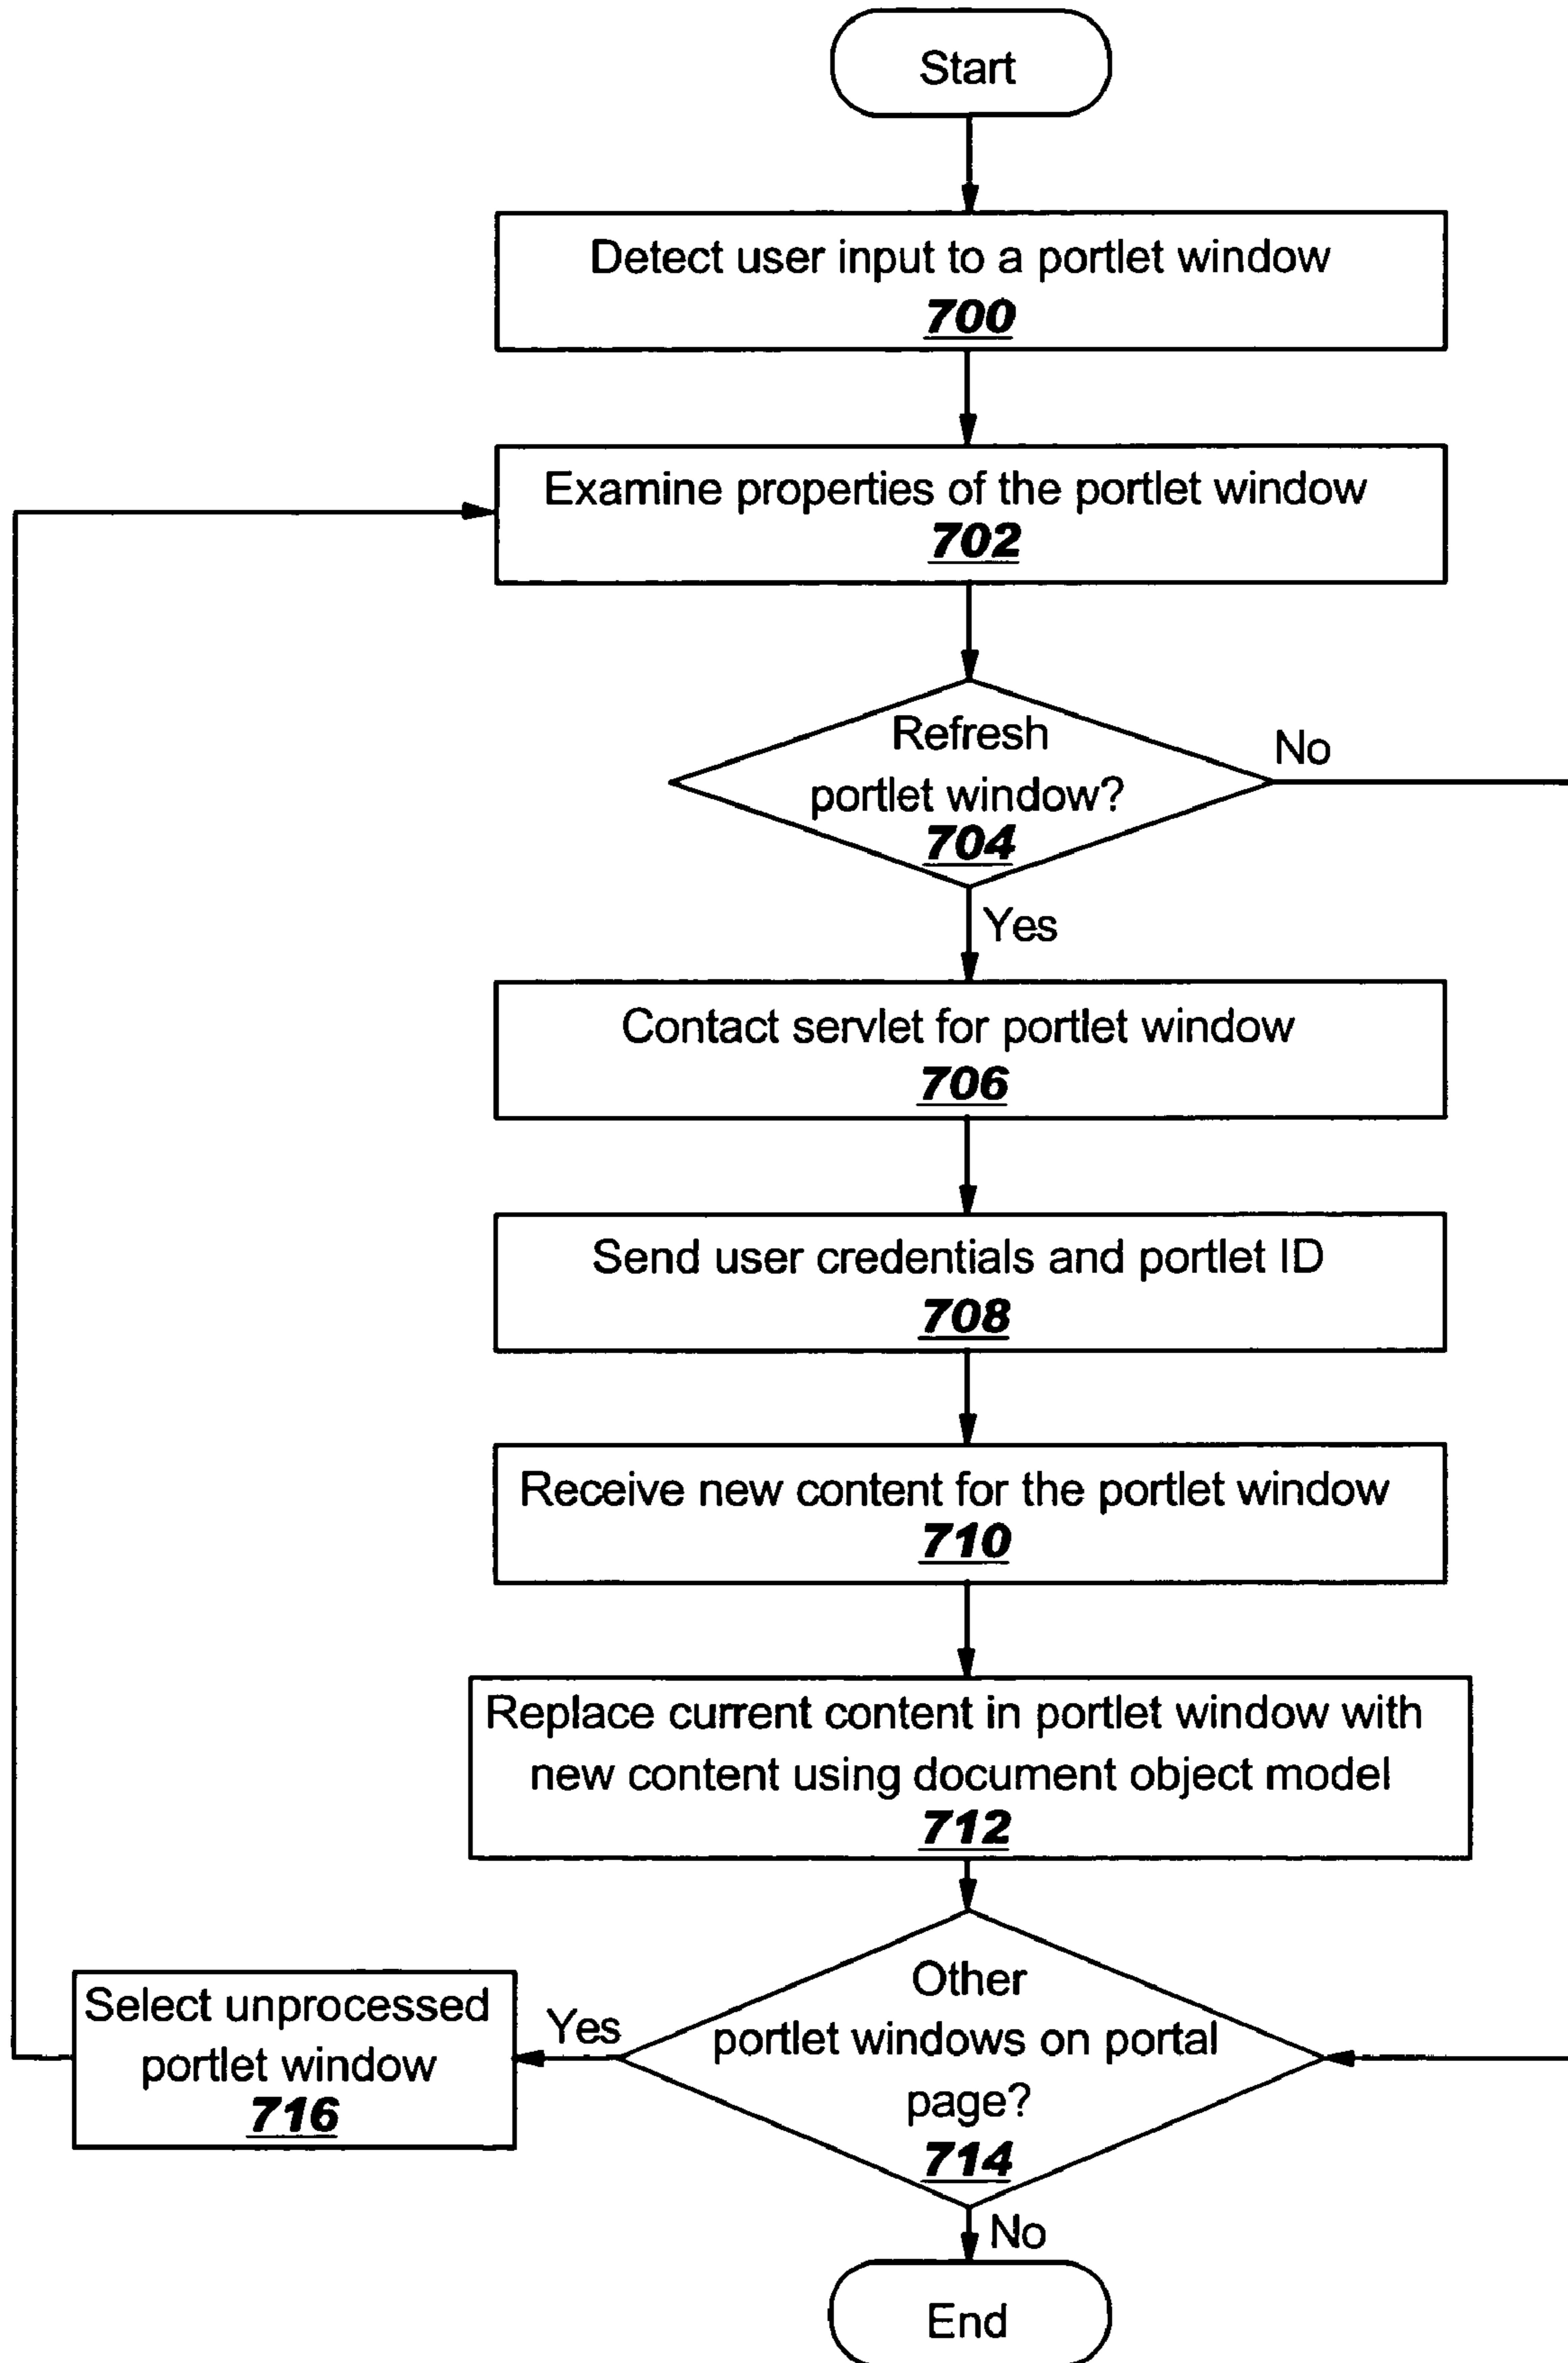 Start
Detect user input to a portlet window
700
Examine properties of the portlet window
702
Refresh
portlet window?
704
No
Yes
Contact servlet for portlet window
706
Send user credentials and portlet ID
708
Receive new content for the portlet window
710
Replace current content in portlet window with
new content using document object model
712
Other
portlet windows on portal
page?
714
Yes
Select unprocessed
portlet window
716
No
End